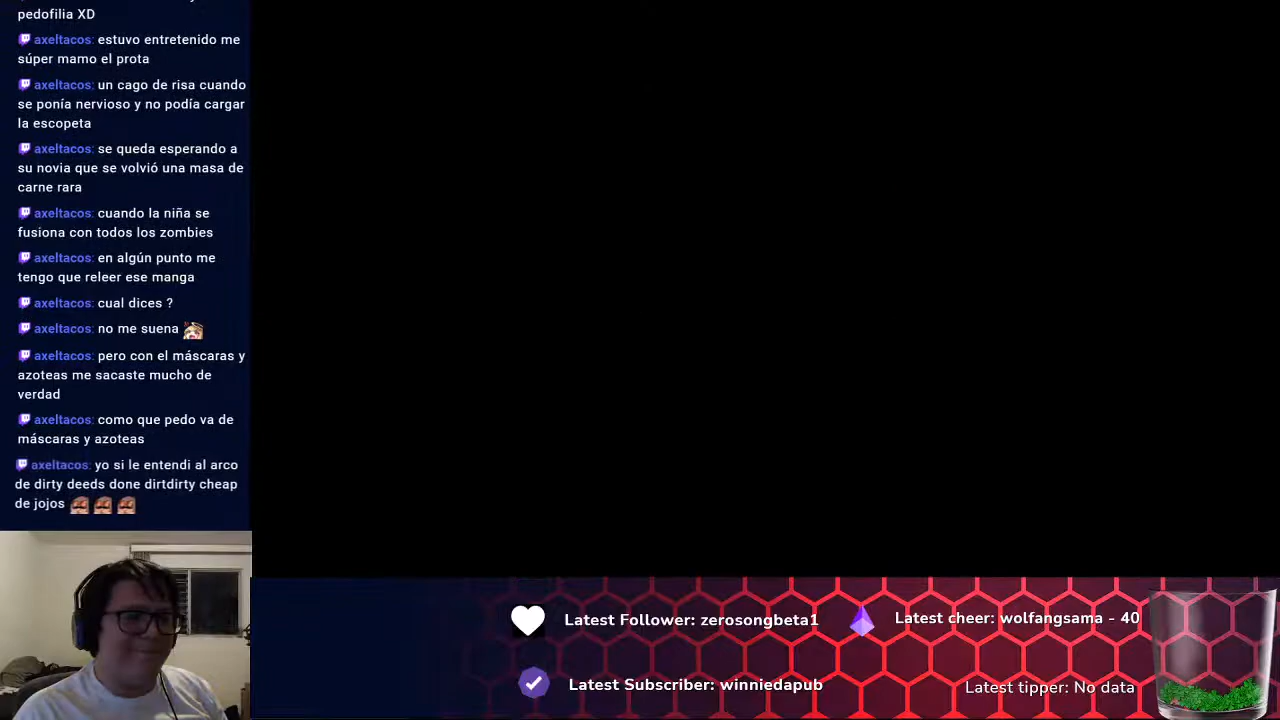 pedofilia XD
axeltacos: estuvo entretenido me
súper mamo el prota
axeltacos: un cago de risa cuando
se ponía nervioso y no podía cargar
la escopeta
axeltacos: se queda esperando a
su novia que se volvió una masa de
carne rara
axeltacos: cuando la niña se
fusiona con todos los zombies
axeltacos: en algún punto me
tengo que releer ese manga
axeltacos: cual dices ?
axeltacos: no me suena
axeltacos: pero con el máscaras y
azoteas me sacaste mucho de
verdad
axeltacos: como que pedo va de
máscaras y azoteas
axeltacos: yo si le entendi al arco
de dirty deeds done dirtdirty cheap
de jojos
Latest Follower: zerosongbeta1
Latest cheer: wolfangsama - 40
Latest Subscriber: winniedapub
Latest tipper: No data